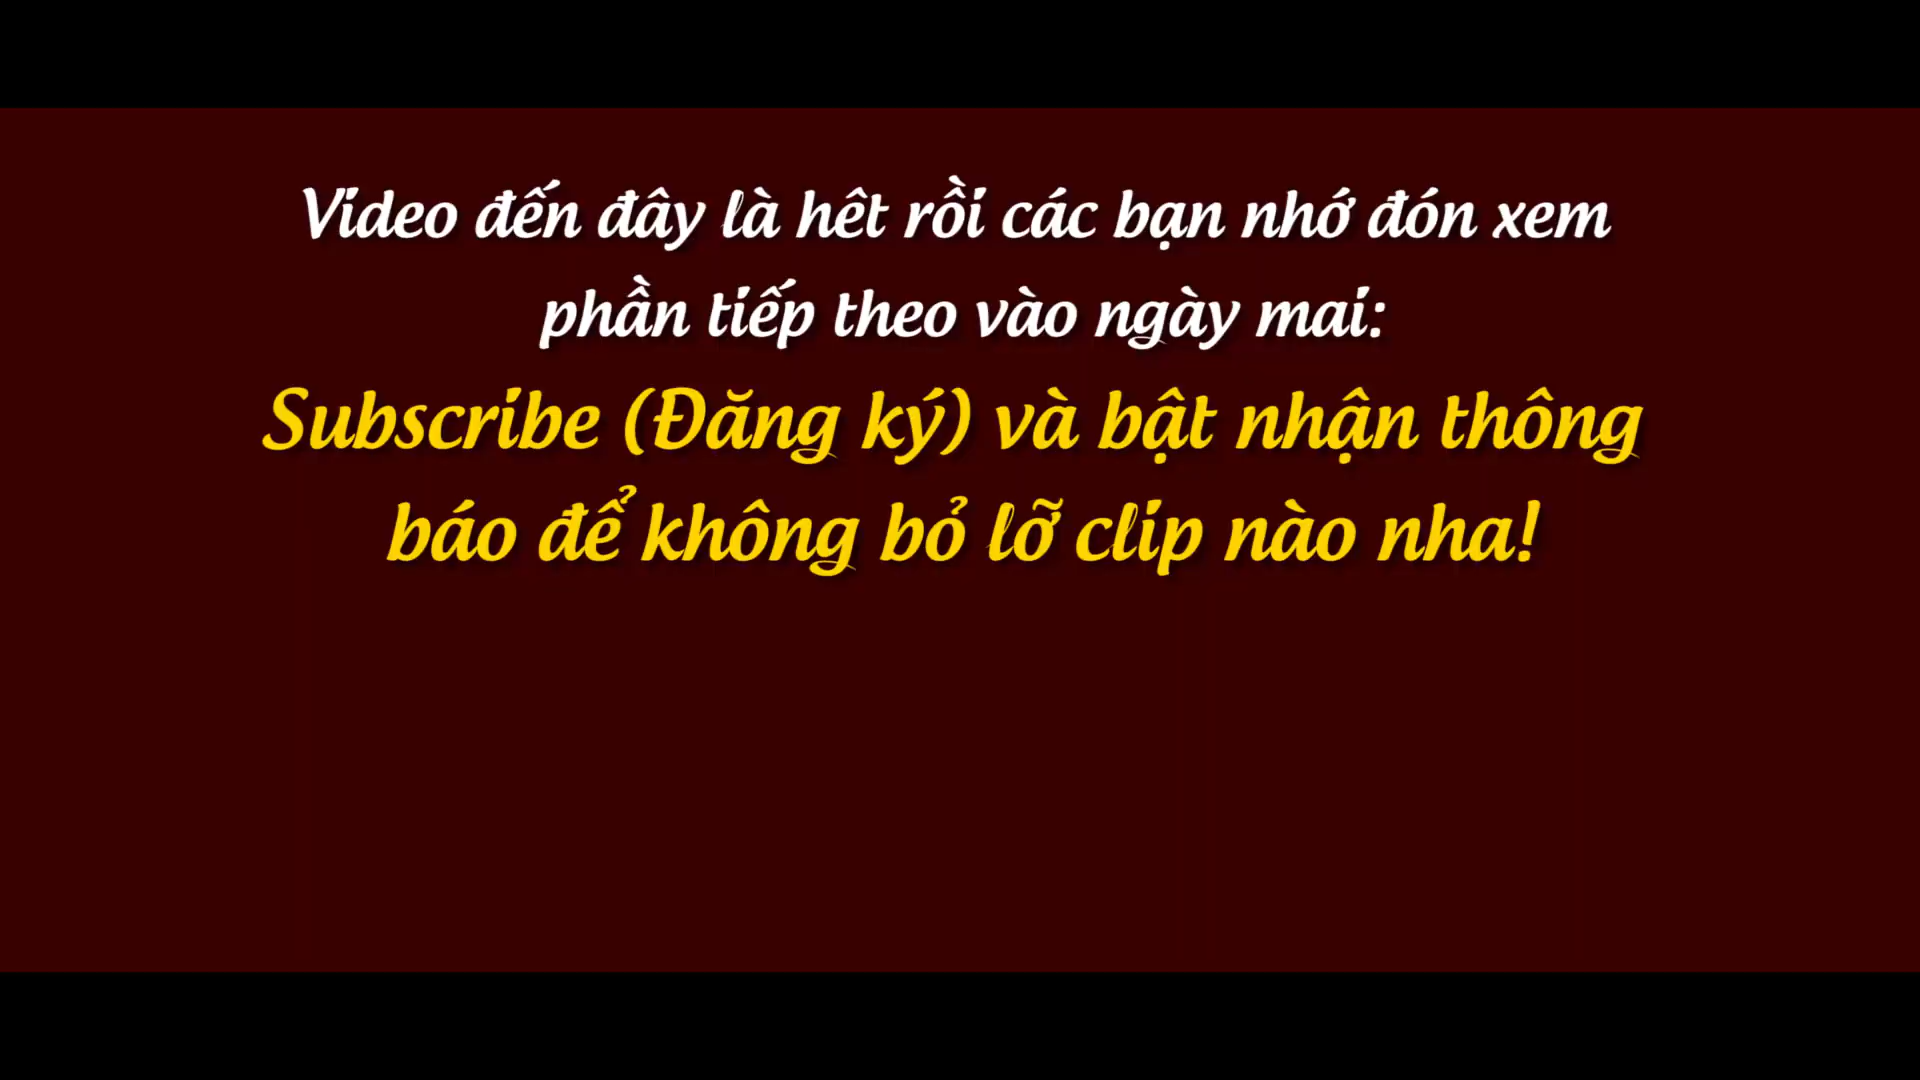 Video đến đây là hêt rồi các bạn nhớ đón xem
phần tiếp theo vào ngày mai:
Subscribe (Đăng ký) và bật nhận thông
báo để không bỏ lỡ clip nào nha!